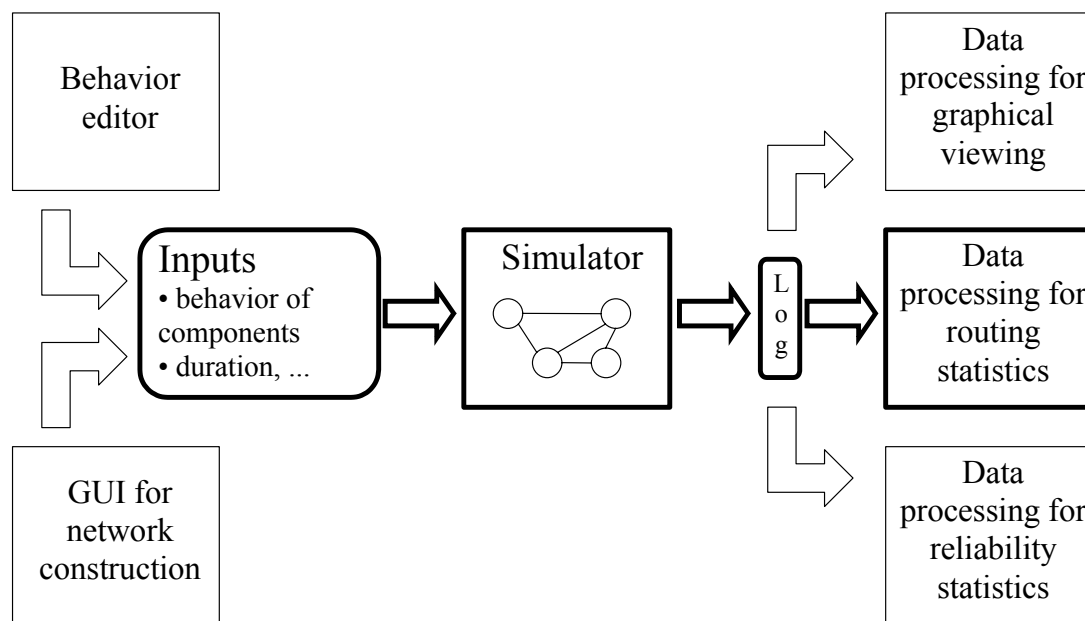 Behavior
editor
GUI for
network
construction
Inputs
• behavior of
components
• duration, ...
Simulator
L
o
g
Data
processing for
graphical
viewing
Data
processing for
routing
statistics
Data
processing for
reliability
statistics